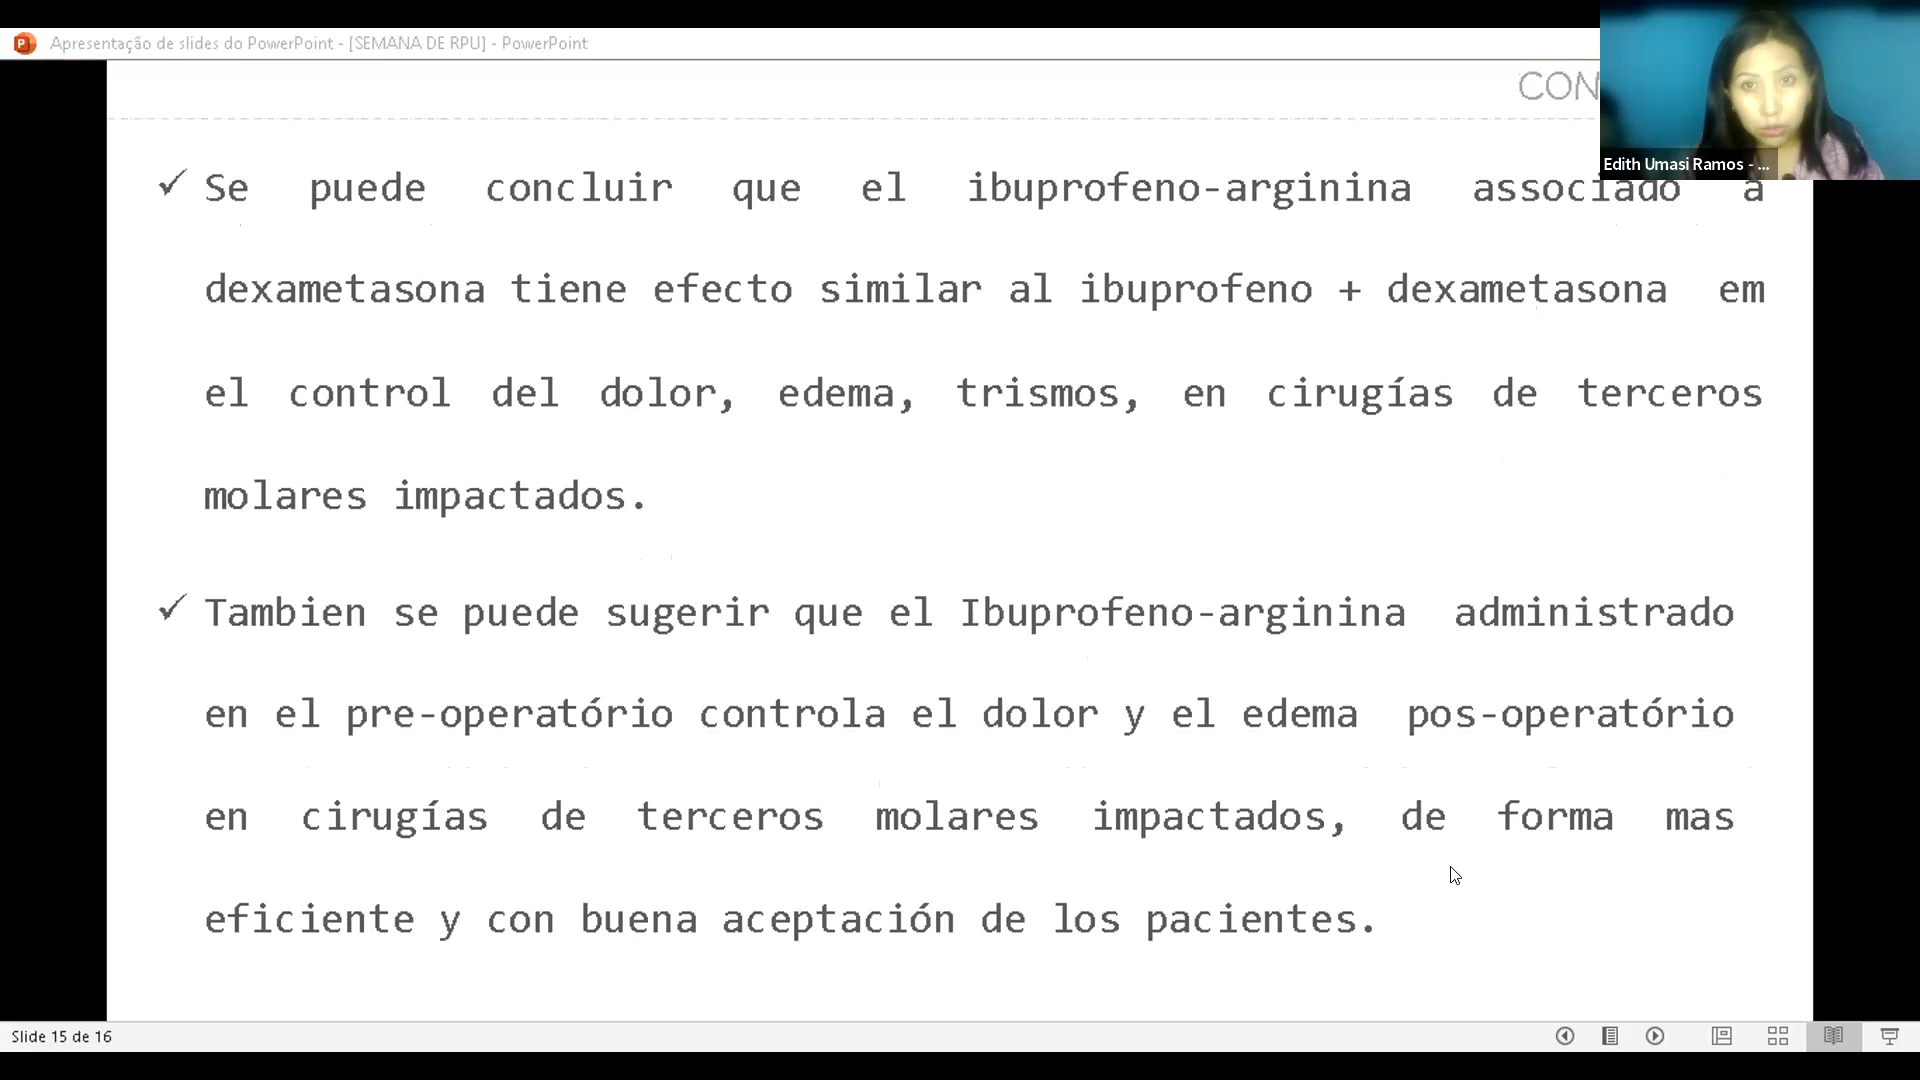 Apresentação de slides do PowerPoint - [SEMANA DE RPU] - PowerPoint
CON
Edith Umasi Ramos - ...
✓ Se puede concluir que el ibuprofeno-arginina associado a
dexametasona tiene efecto similar al ibuprofeno + dexametasona em
el control del dolor, edema, trismos, en cirugías de terceros
molares impactados.
✓ Tambien se puede sugerir que el Ibuprofeno-arginina administrado
en el pre-operatório controla el dolor y el edema pos-operatório
en cirugías de terceros molares impactados, de forma mas
eficiente y con buena aceptación de los pacientes.
Slide 15 de 16